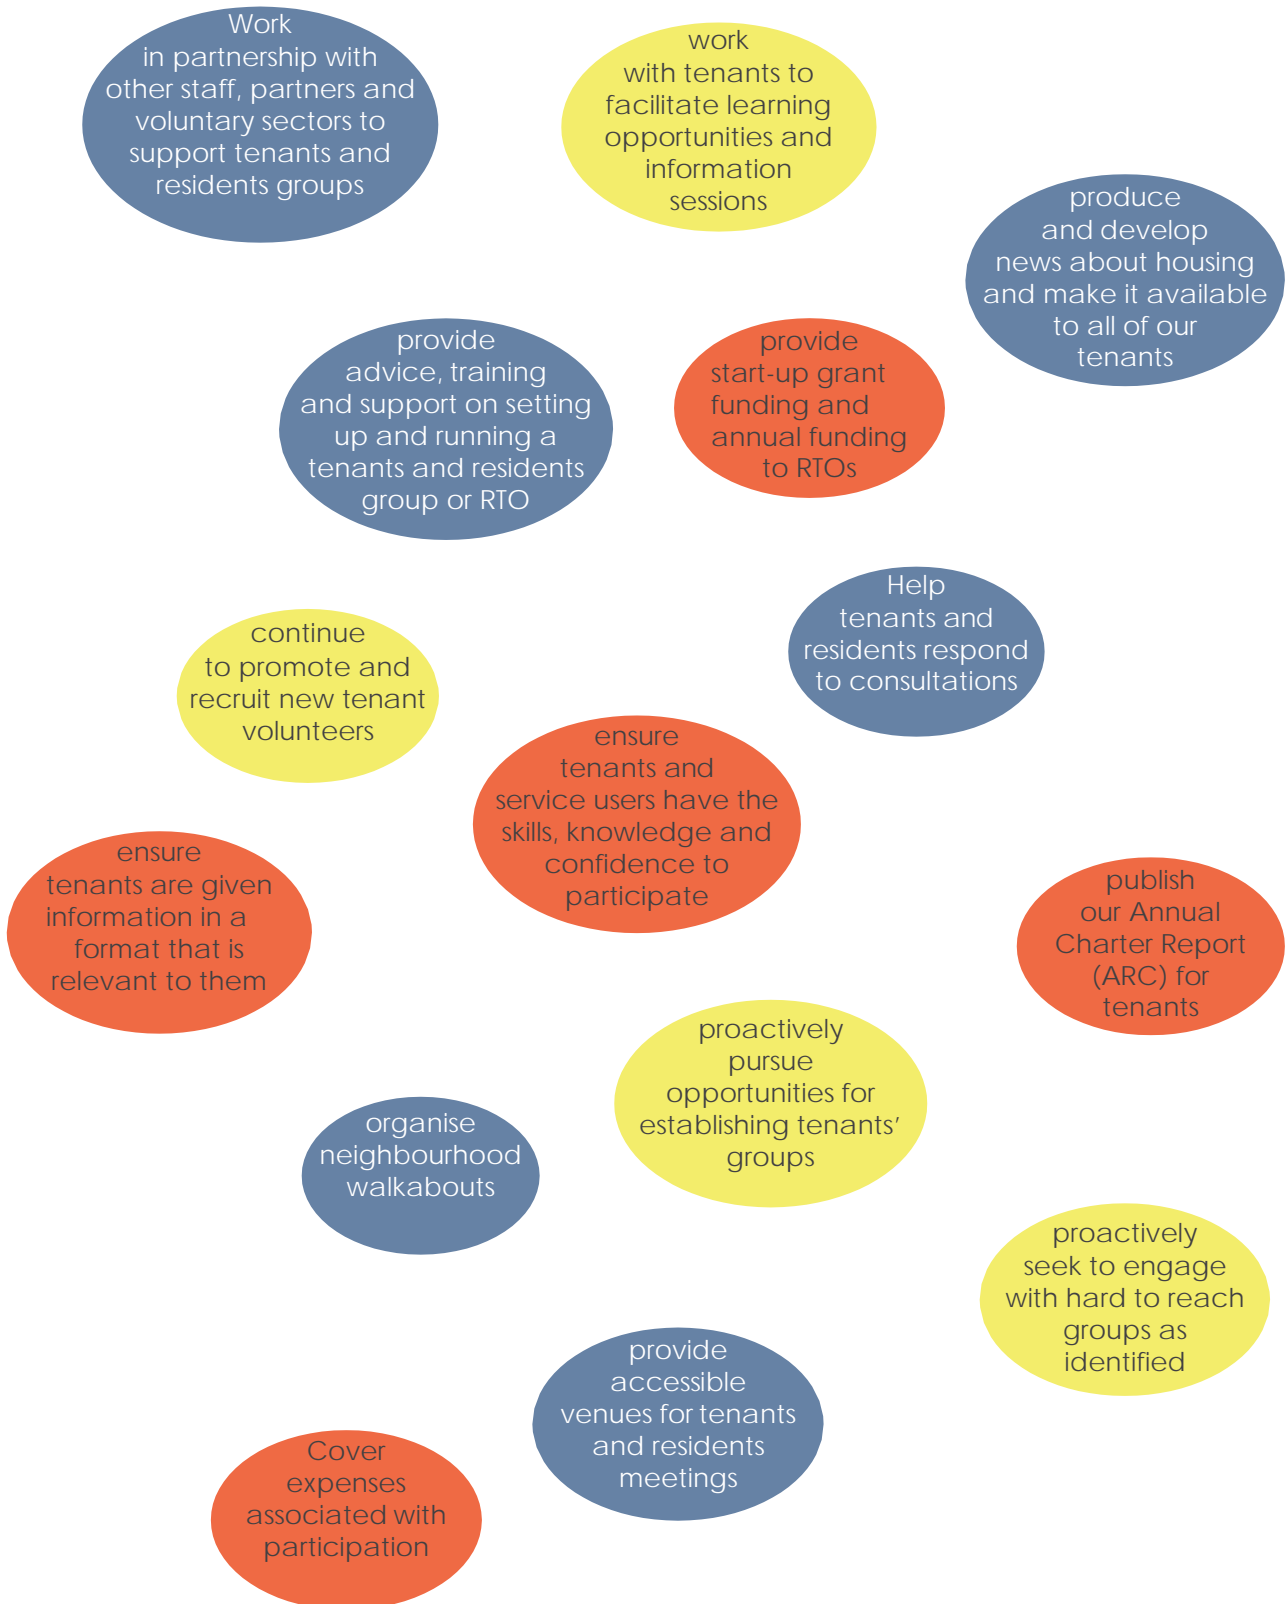 Work
in partnership with
other staff, partners and
voluntary sectors to
support tenants and
residents groups
work
with tenants to
facilitate learning
opportunities and
information
sessions
produce
and develop
news about housing
and make it available
to all of our
tenants
provide
advice, training
and support on setting
up and running a
tenants and residents
group or RTO
provide
start-up grant
funding and
annual funding
to RTOs
Help
tenants and
residents respond
to consultations
continue
to promote and
recruit new tenant
volunteers
ensure
tenants and
service users have the
skills, knowledge and
confidence to
participate
ensure
tenants are given
information in a
format that is
relevant to them
publish
our Annual
Charter Report
(ARC) for
tenants
proactively
pursue
opportunities for
establishing tenants’
groups
organise
neighbourhood
walkabouts
proactively
seek to engage
with hard to reach
groups as
identified
provide
accessible
venues for tenants
and residents
meetings
Cover
expenses
associated with
participation